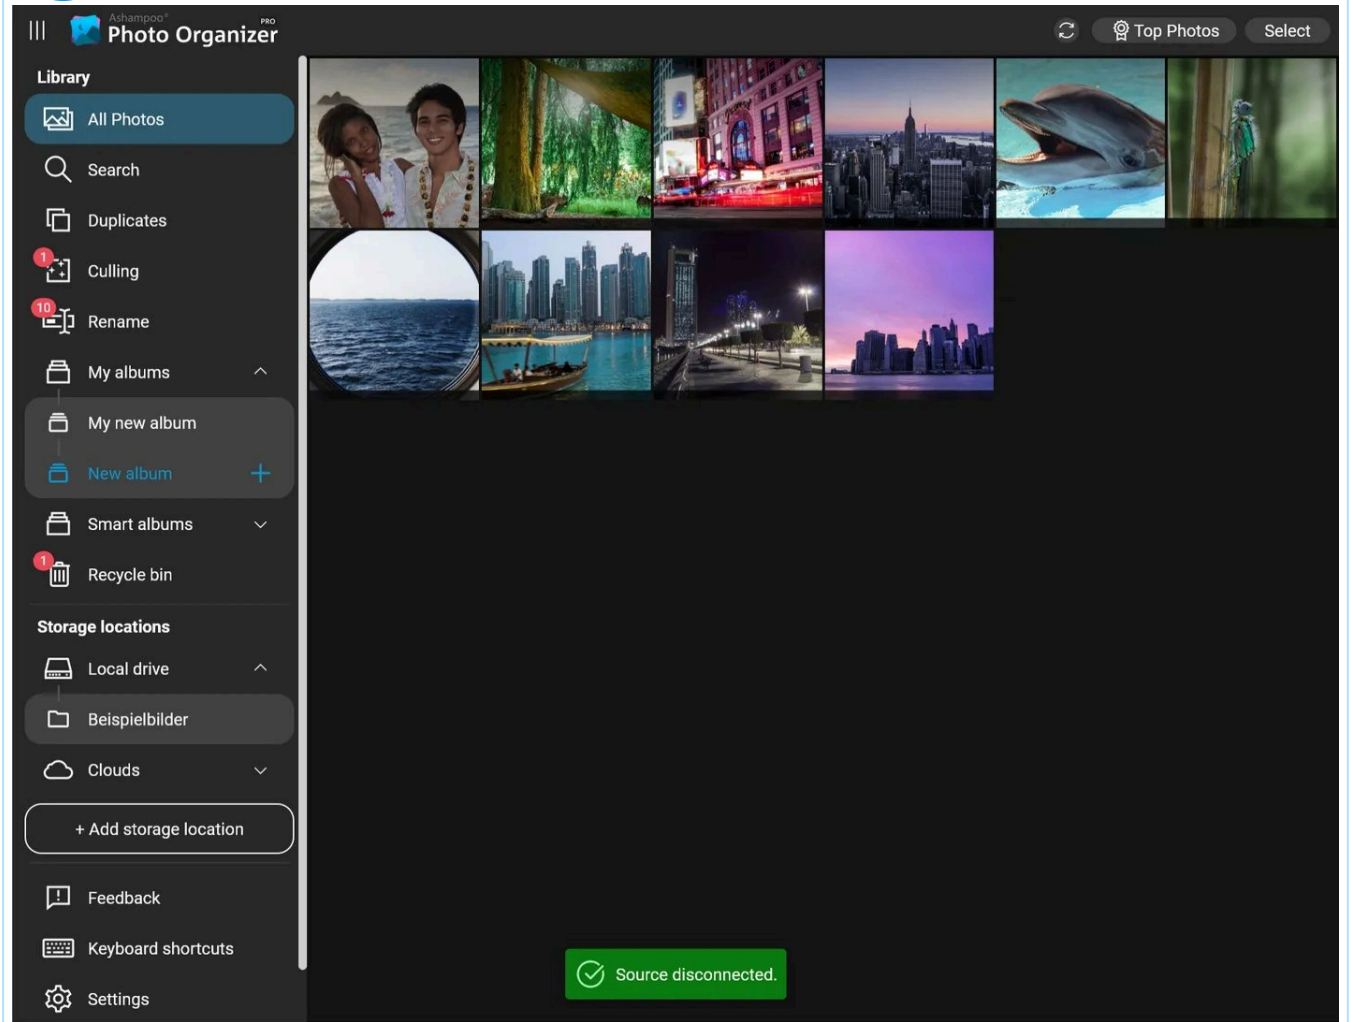 Ashampoo®
Photo Organizer PRO
Top Photos
Select
Library
All Photos
Search
Duplicates
1
Culling
10
Rename
My albums
My new album
New album
Smart albums
1
Recycle bin
Storage locations
Local drive
Beispielbilder
Clouds
+ Add storage location
Feedback
Keyboard shortcuts
Settings
Source disconnected.